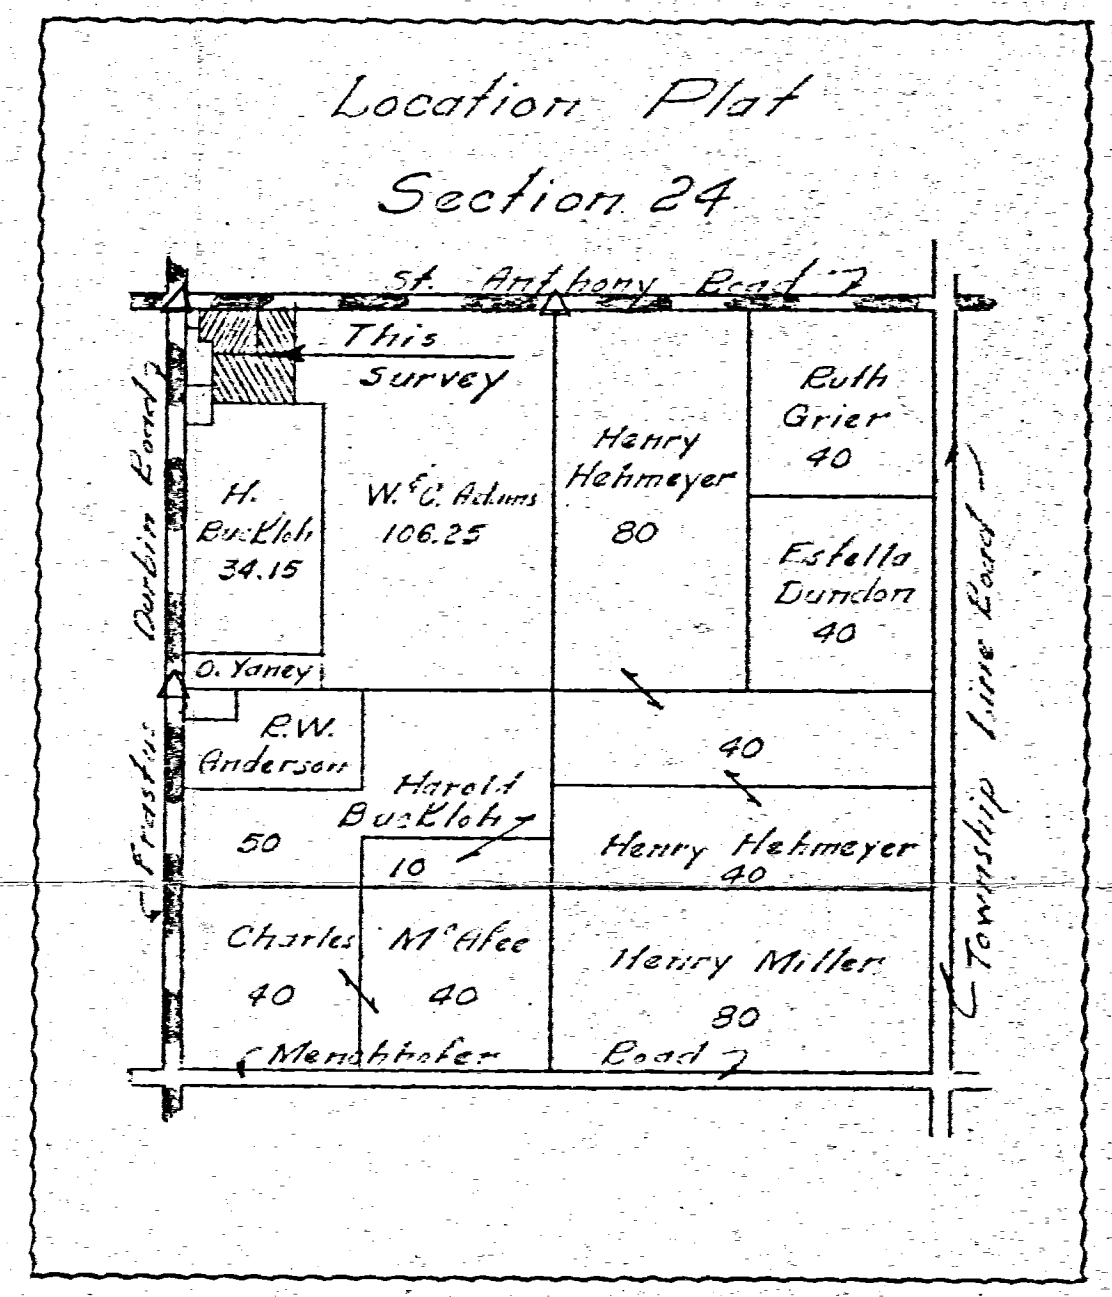 Location Plat
Section 24
St. Anthony Road
This
Survey
Ruth
Grier
40
Henry
Hehmeyer
80
H.
Buckloh
34.15
W. & C. Adams
106.25
Estella
Dundon
40
O. Yaney
R.W.
Anderson
50
Harold
Buckloh
10
40
Henry Hehmeyer
40
Charles McAfee
40
40
Henry Miller
80
Menchhofer Road
Erastus Durbin Road
Township Line Road